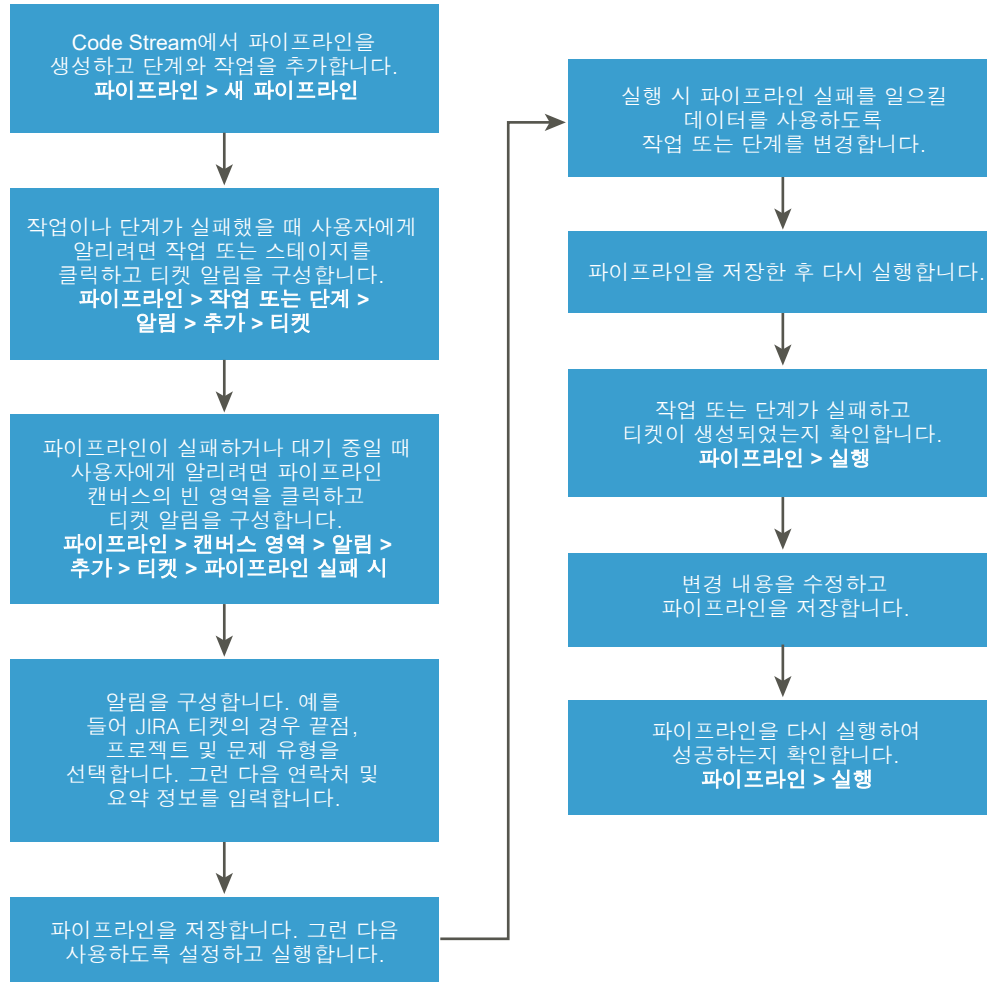 Code Stream에서 파이프라인을
생성하고 단계와 작업을 추가합니다.
파이프라인 > 새 파이프라인
작업이나 단계가 실패했을 때 사용자에게
알리려면 작업 또는 스테이지를
클릭하고 티켓 알림을 구성합니다.
파이프라인 > 작업 또는 단계 >
알림 > 추가 > 티켓
파이프라인이 실패하거나 대기 중일 때
사용자에게 알리려면 파이프라인
캔버스의 빈 영역을 클릭하고
티켓 알림을 구성합니다.
파이프라인 > 캔버스 영역 > 알림 >
추가 > 티켓 > 파이프라인 실패 시
알림을 구성합니다. 예를
들어 JIRA 티켓의 경우 끝점,
프로젝트 및 문제 유형을
선택합니다. 그런 다음 연락처 및
요약 정보를 입력합니다.
파이프라인을 저장합니다. 그런 다음
사용하도록 설정하고 실행합니다.
실행 시 파이프라인 실패를 일으킬
데이터를 사용하도록
작업 또는 단계를 변경합니다.
파이프라인을 저장한 후 다시 실행합니다.
작업 또는 단계가 실패하고
티켓이 생성되었는지 확인합니다.
파이프라인 > 실행
변경 내용을 수정하고
파이프라인을 저장합니다.
파이프라인을 다시 실행하여
성공하는지 확인합니다.
파이프라인 > 실행